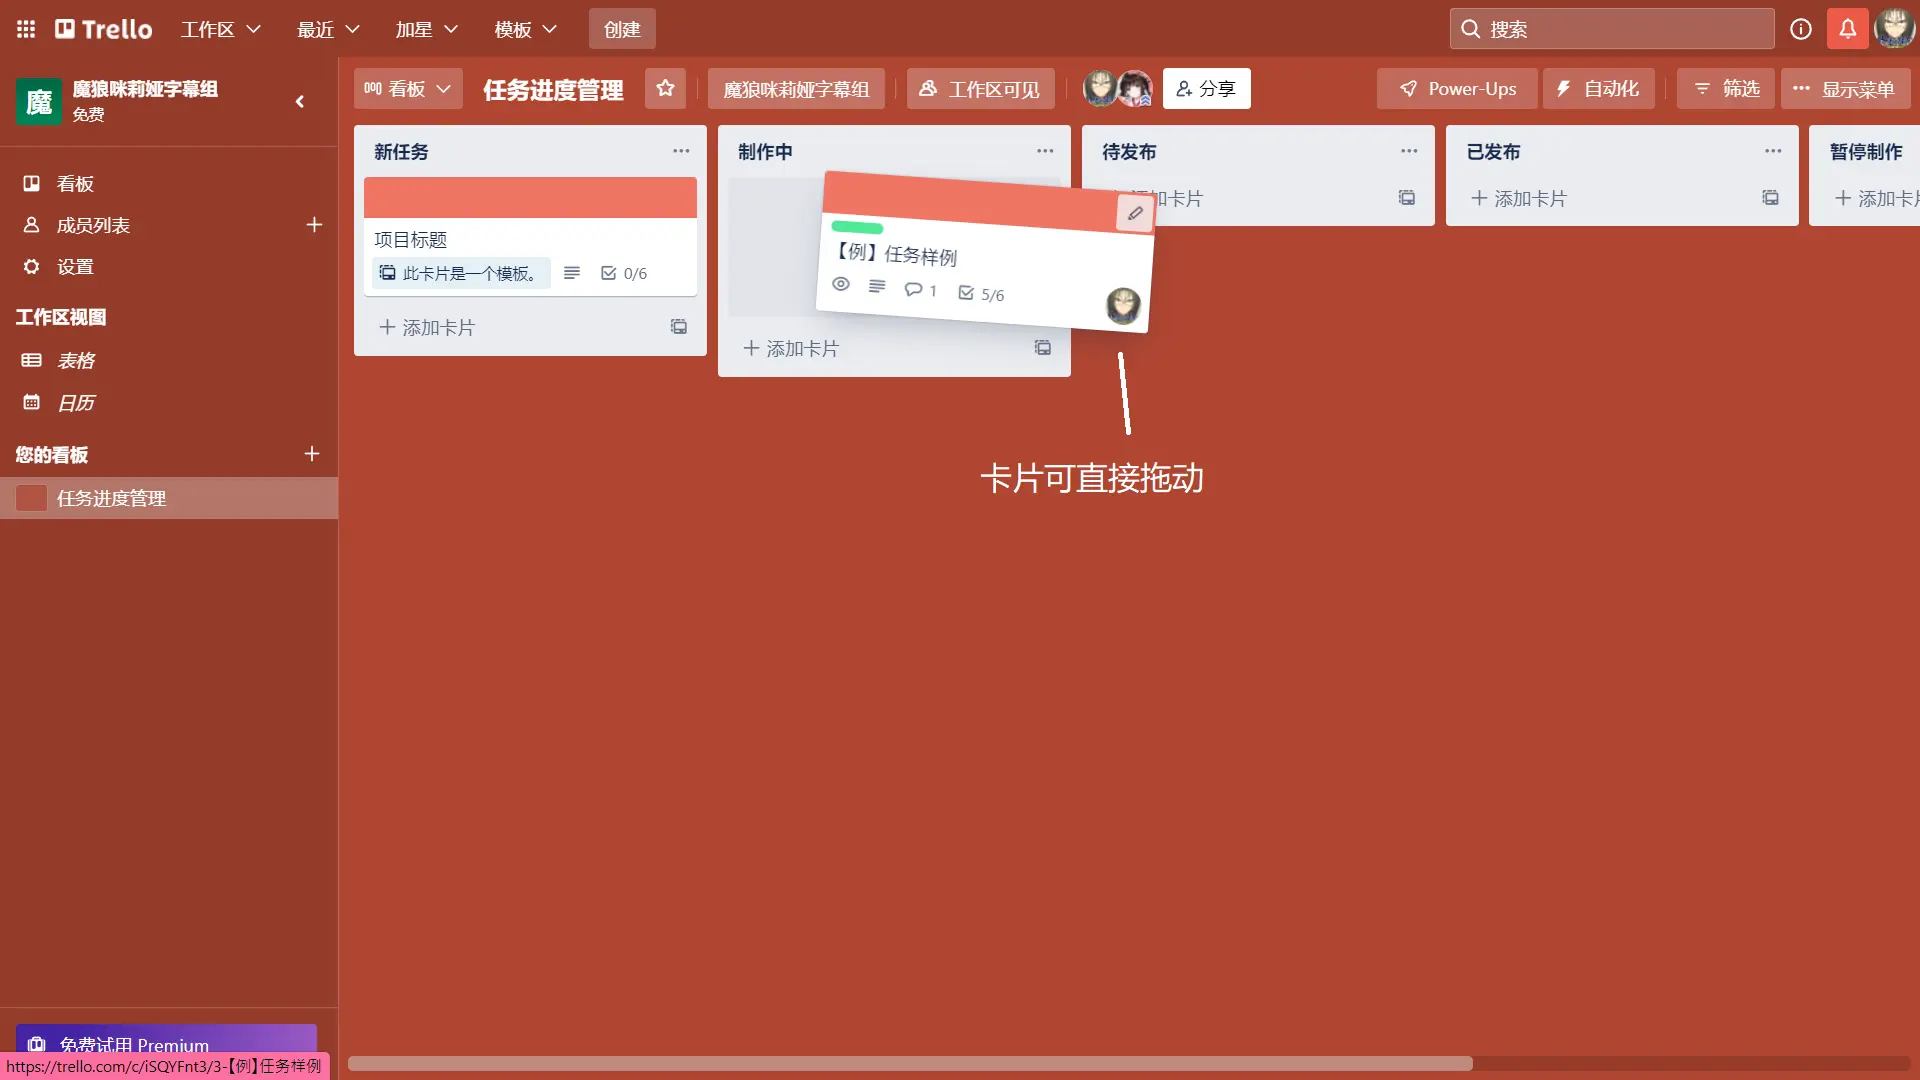 Trello 工作区 最近 加星 模板 创建 搜索
魔 魔狼咪莉娅字幕组
免费
看板 任务进度管理 魔狼咪莉娅字幕组 工作区可见 分享 Power-Ups 自动化 筛选 显示菜单
看板
成员列表
设置
工作区视图
表格
日历
您的看板
任务进度管理
新任务
项目标题
此卡片是一个模板。 0/6
添加卡片
制作中
【例】任务样例
1 5/6
添加卡片
待发布
加卡片
已发布
添加卡片
暂停制作
添加卡片
卡片可直接拖动
免费试用 Premium
https://trello.com/c/iSQYFnt3/3-【例】任务样例